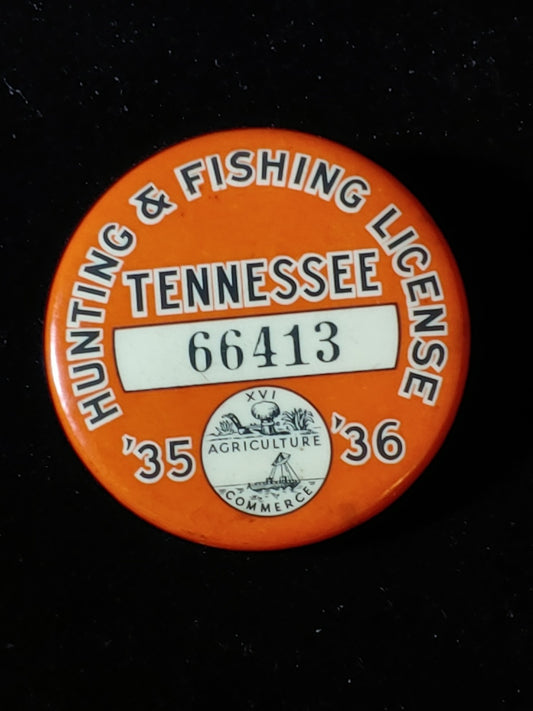 HUNTING & FISHING LICENSE
TENNESSEE
66413
'35 '36
XVI
AGRICULTURE
COMMERCE